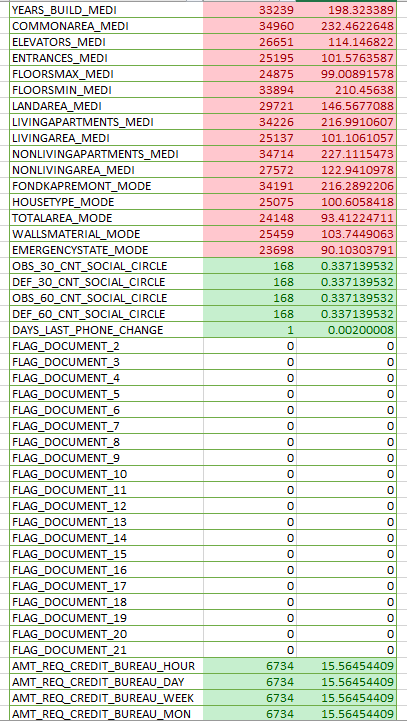 YEARS_BUILD_MEDI 33239 198.323389
COMMONAREA_MEDI 34960 232.4622648
ELEVATORS_MEDI 26651 114.146822
ENTRANCES_MEDI 25195 101.5763587
FLOORSMAX_MEDI 24875 99.00891578
FLOORSMIN_MEDI 33894 210.45638
LANDAREA_MEDI 29721 146.5677088
LIVINGAPARTMENTS_MEDI 34226 216.9910607
LIVINGAREA_MEDI 25137 101.1061057
NONLIVINGAPARTMENTS_MEDI 34714 227.1115473
NONLIVINGAREA_MEDI 27572 122.9410978
FONDKAPREMONT_MODE 34191 216.2892206
HOUSETYPE_MODE 25075 100.6058418
TOTALAREA_MODE 24148 93.41224711
WALLSMATERIAL_MODE 25459 103.7449063
EMERGENCYSTATE_MODE 23698 90.10303791
OBS_30_CNT_SOCIAL_CIRCLE 168 0.337139532
DEF_30_CNT_SOCIAL_CIRCLE 168 0.337139532
OBS_60_CNT_SOCIAL_CIRCLE 168 0.337139532
DEF_60_CNT_SOCIAL_CIRCLE 168 0.337139532
DAYS_LAST_PHONE_CHANGE 1 0.00200008
FLAG_DOCUMENT_2 0 0
FLAG_DOCUMENT_3 0 0
FLAG_DOCUMENT_4 0 0
FLAG_DOCUMENT_5 0 0
FLAG_DOCUMENT_6 0 0
FLAG_DOCUMENT_7 0 0
FLAG_DOCUMENT_8 0 0
FLAG_DOCUMENT_9 0 0
FLAG_DOCUMENT_10 0 0
FLAG_DOCUMENT_11 0 0
FLAG_DOCUMENT_12 0 0
FLAG_DOCUMENT_13 0 0
FLAG_DOCUMENT_14 0 0
FLAG_DOCUMENT_15 0 0
FLAG_DOCUMENT_16 0 0
FLAG_DOCUMENT_17 0 0
FLAG_DOCUMENT_18 0 0
FLAG_DOCUMENT_19 0 0
FLAG_DOCUMENT_20 0 0
FLAG_DOCUMENT_21 0 0
AMT_REQ_CREDIT_BUREAU_HOUR 6734 15.56454409
AMT_REQ_CREDIT_BUREAU_DAY 6734 15.56454409
AMT_REQ_CREDIT_BUREAU_WEEK 6734 15.56454409
AMT_REQ_CREDIT_BUREAU_MON 6734 15.56454409